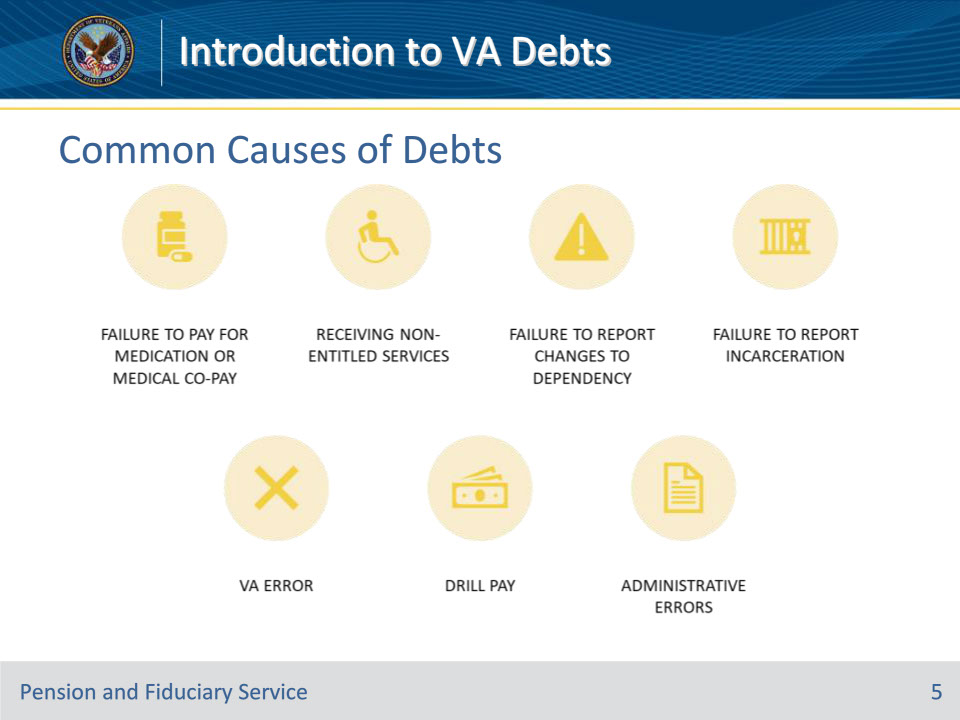 DEPARTMENT OF VETERANS AFFAIRS
UNITED STATES OF AMERICA
Introduction to VA Debts
Common Causes of Debts
FAILURE TO PAY FOR
MEDICATION OR
MEDICAL CO-PAY
RECEIVING NON-
ENTITLED SERVICES
FAILURE TO REPORT
CHANGES TO
DEPENDENCY
FAILURE TO REPORT
INCARCERATION
VA ERROR
DRILL PAY
ADMINISTRATIVE
ERRORS
Pension and Fiduciary Service
5